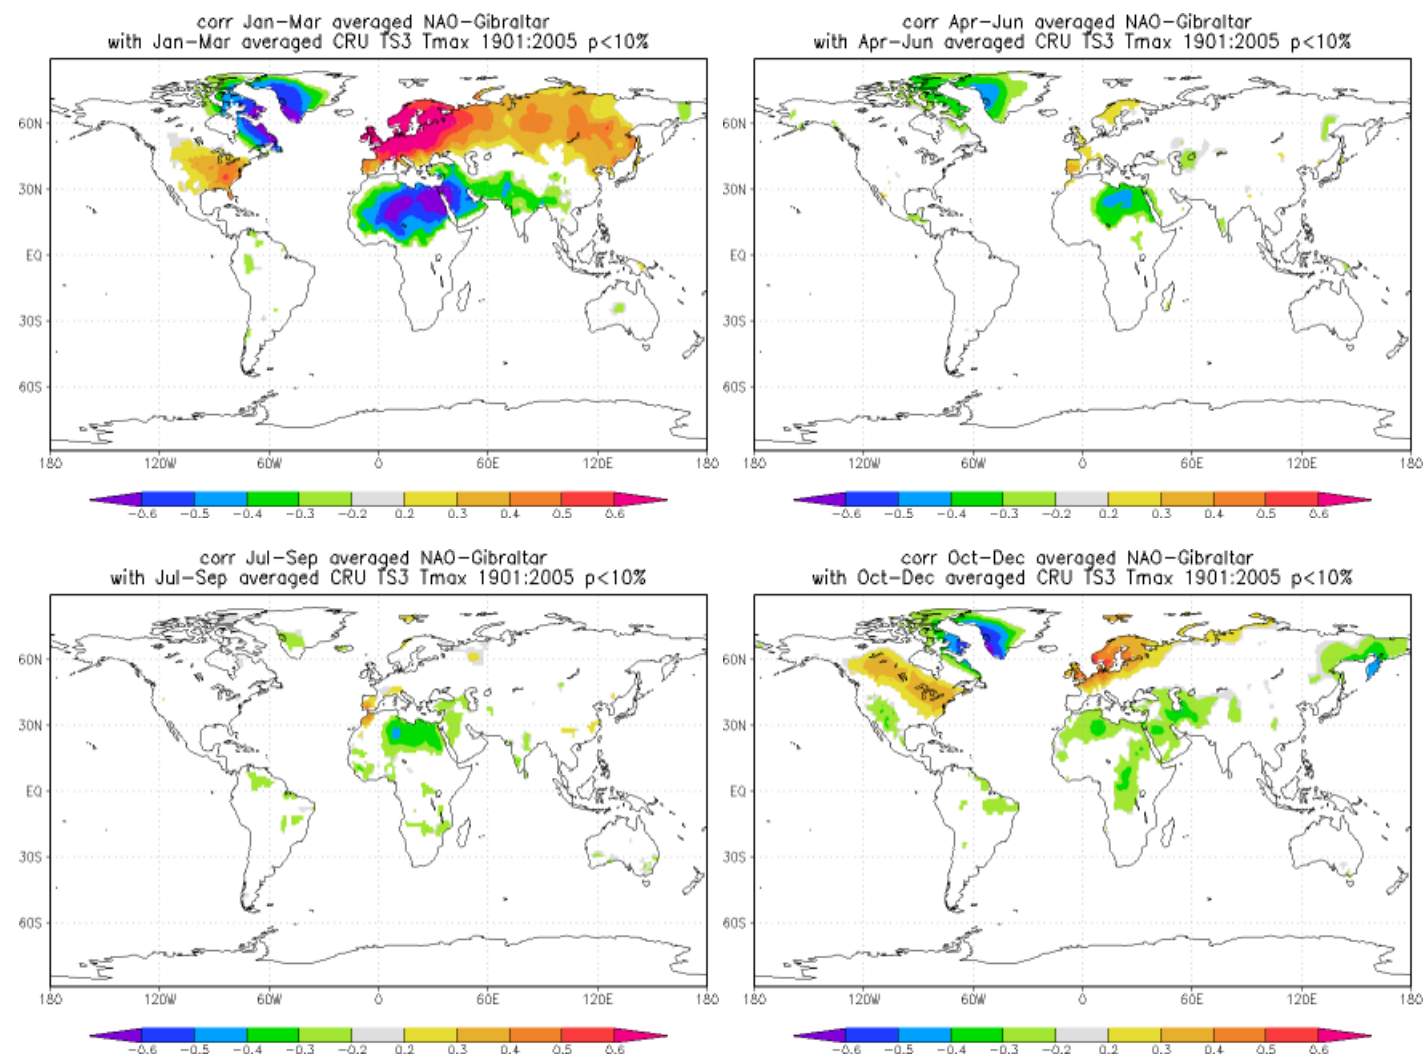 corr Jan-Mar averaged NAO-Gibraltar
with Jan-Mar averaged CRU TS3 Tmax 1901:2005 p<10%
60N
30N
EQ
30S
60S
180 120W 60W 0 60E 120E 180
-0.6 -0.5 -0.4 -0.3 -0.2 0.2 0.3 0.4 0.5 0.6
corr Apr-Jun averaged NAO-Gibraltar
with Apr-Jun averaged CRU TS3 Tmax 1901:2005 p<10%
60N
30N
EQ
30S
60S
180 120W 60W 0 60E 120E 180
-0.6 -0.5 -0.4 -0.3 -0.2 0.2 0.3 0.4 0.5 0.6
corr Jul-Sep averaged NAO-Gibraltar
with Jul-Sep averaged CRU TS3 Tmax 1901:2005 p<10%
60N
30N
EQ
30S
60S
180 120W 60W 0 60E 120E 180
-0.6 -0.5 -0.4 -0.3 -0.2 0.2 0.3 0.4 0.5 0.6
corr Oct-Dec averaged NAO-Gibraltar
with Oct-Dec averaged CRU TS3 Tmax 1901:2005 p<10%
60N
30N
EQ
30S
60S
180 120W 60W 0 60E 120E 180
-0.6 -0.5 -0.4 -0.3 -0.2 0.2 0.3 0.4 0.5 0.6